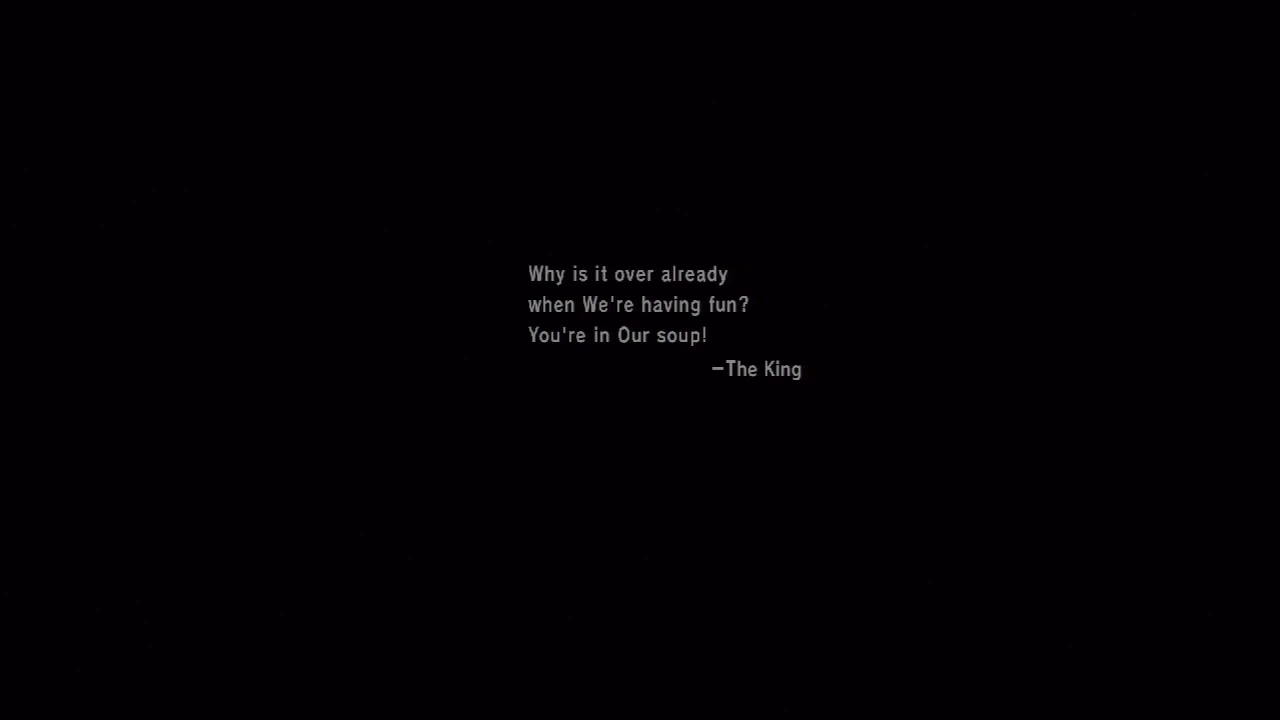 Why is it over already
when We're having fun?
You're in Our soup!
—The King